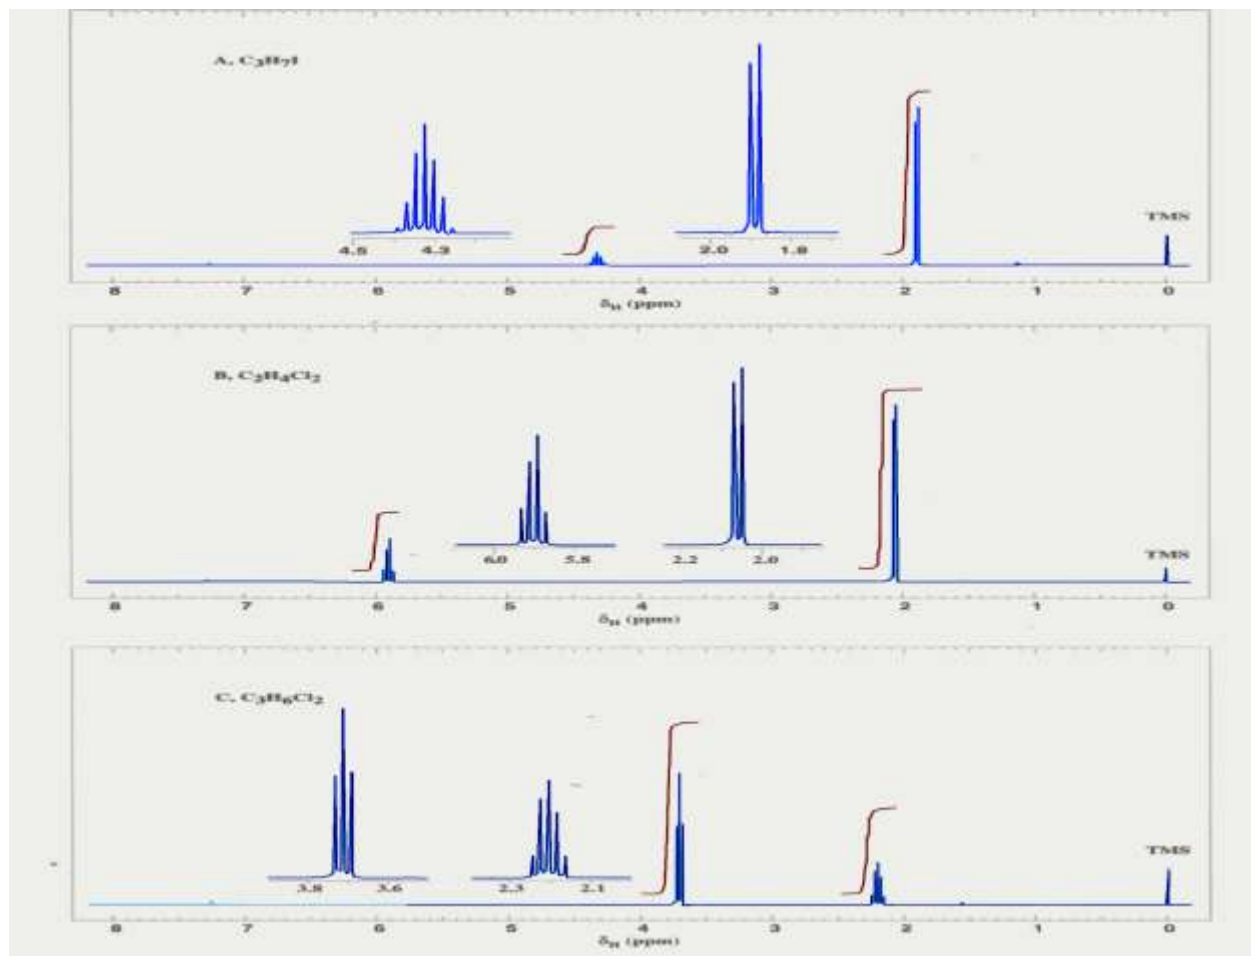 A. C3H7I
TMS
4.5 4.3 2.0 1.8
8 6 5 4 3 2 1 0
δH (ppm)
B. C2H4Cl2
6.0 5.8 2.2 2.0
TMS
8 6 5 4 3 2 1 0
δH (ppm)
C. C3H6Cl2
TMS
3.8 3.6 2.3 2.1
8 6 5 4 3 2 1 0
δH (ppm)